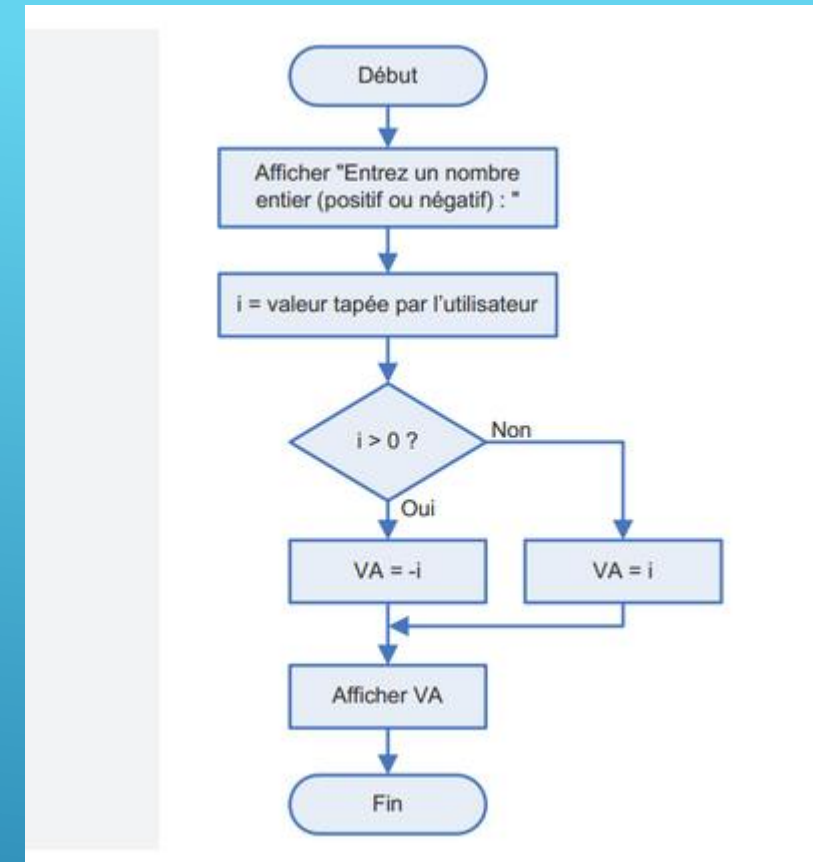 Début
Afficher "Entrez un nombre
entier (positif ou négatif) : "
i = valeur tapée par l'utilisateur
i > 0 ?
Non
Oui
VA = -i
VA = i
Afficher VA
Fin